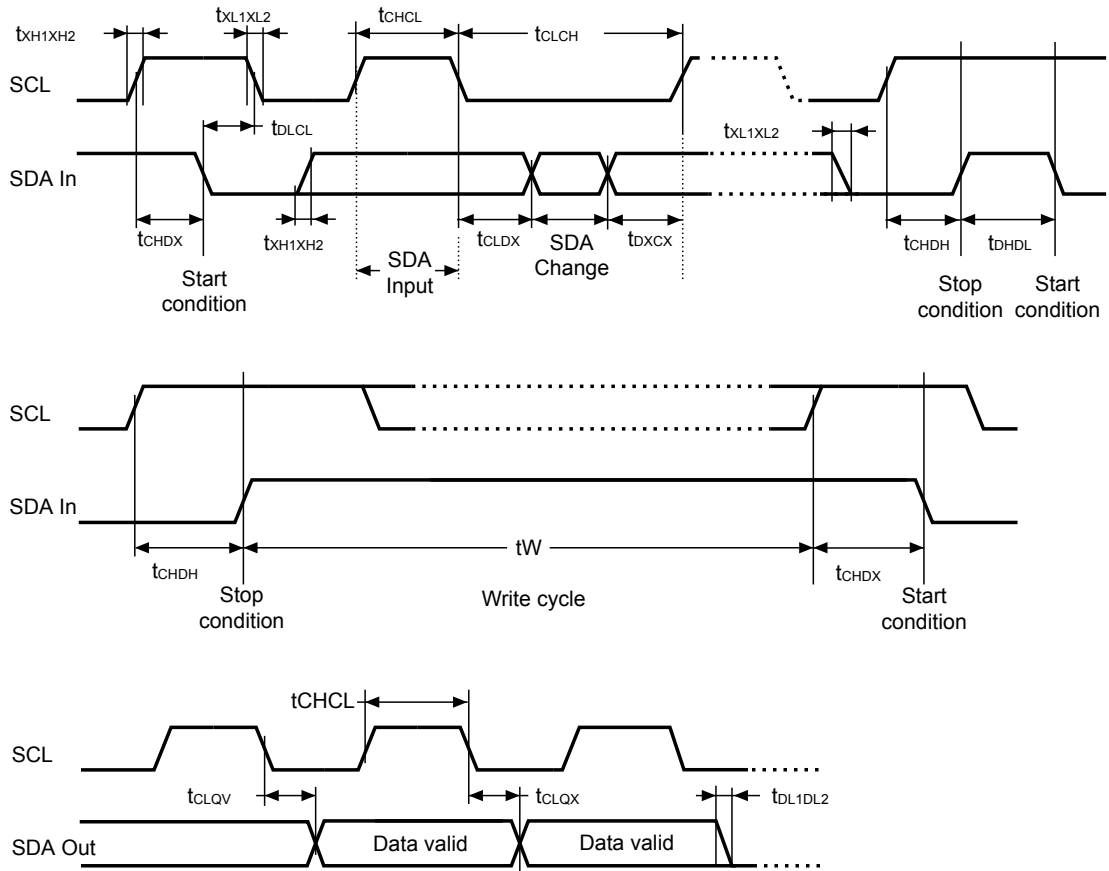 tXH1XH2
tXL1XL2
tCHCL
tCLCH
SCL
tDLCL
tXL1XL2
SDA In
tCHDX
tXH1XH2
tCLDX
SDA
Change
tDXCX
tCHDH
tDHDL
Start
condition
SDA
Input
Stop
condition
Start
condition
SCL
SDA In
tCHDH
tW
tCHDX
Stop
condition
Write cycle
Start
condition
tCHCL
SCL
tCLQV
tCLQX
tDL1DL2
SDA Out
Data valid
Data valid